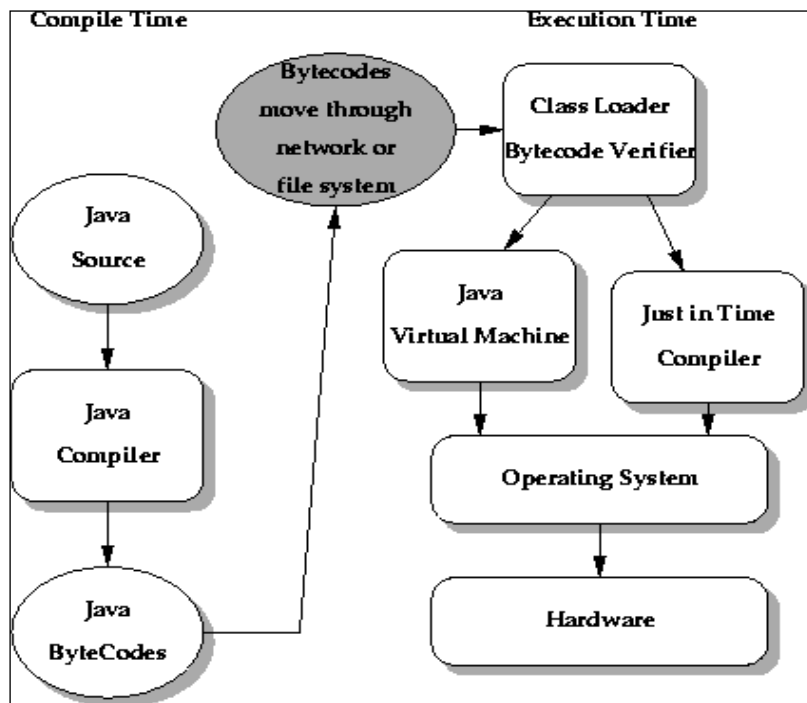 Compile Time
Execution Time
Bytecodes
move through
network or
file system
Class Loader
Bytecode Verifier
Java
Source
Java
Virtual Machine
Just in Time
Compiler
Java
Compiler
Operating System
Java
ByteCodes
Hardware